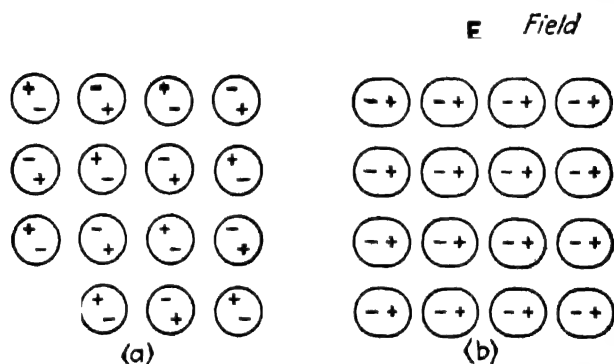 E Field
+ - + -
- + - +
- + + -
- + - +
- + + -
- + + -
+ - + -
- + - +
+ - + -
- + - +
- + - + - + - +
- + - + - + - +
- + - + - + - +
- + - + - + - +
(a) (b)